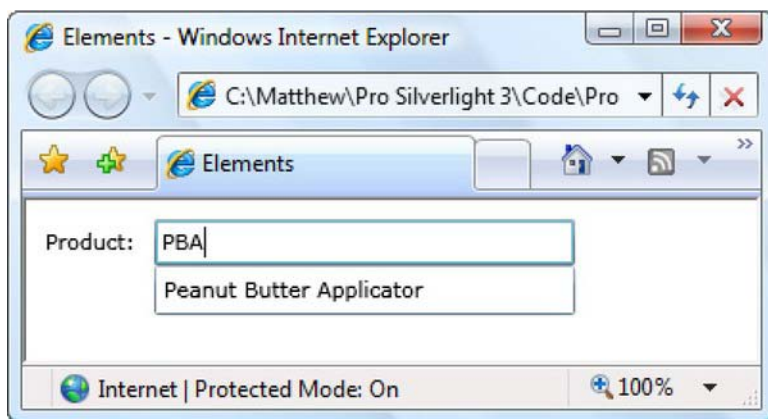 Elements - Windows Internet Explorer
C:\Matthew\Pro Silverlight 3\Code\Pro
Elements
Product: PBA
Peanut Butter Applicator
Internet | Protected Mode: On 100%